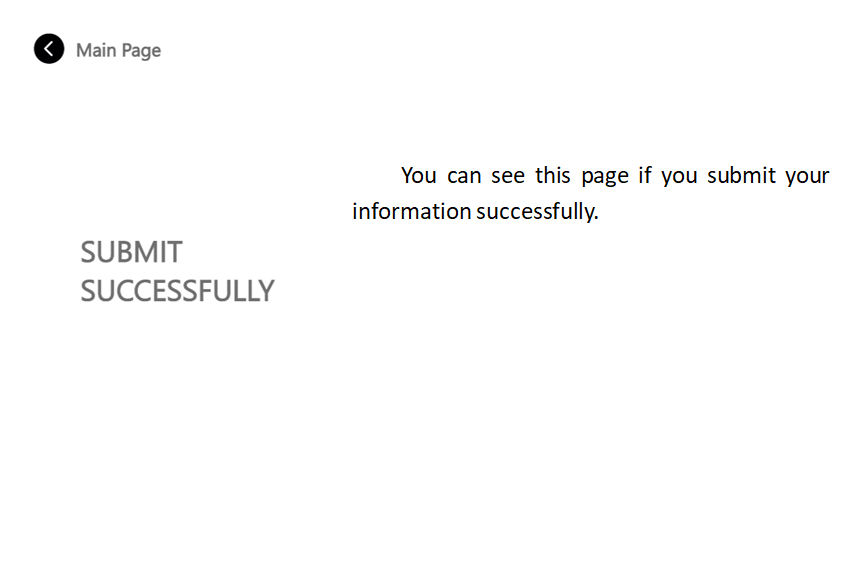 Main Page
You can see this page if you submit your
information successfully.
SUBMIT
SUCCESSFULLY